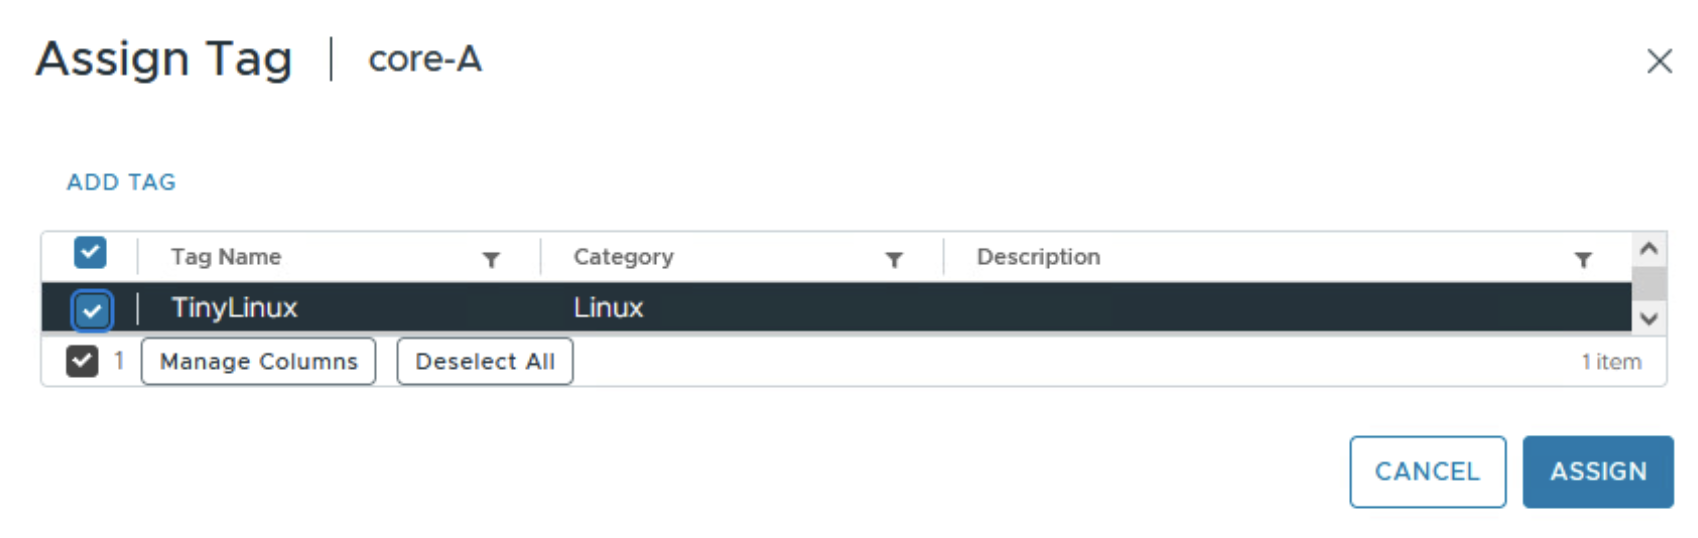 Assign Tag | core-A
ADD TAG
Tag Name Category Description
TinyLinux Linux
1 Manage Columns Deselect All 1 item
CANCEL ASSIGN